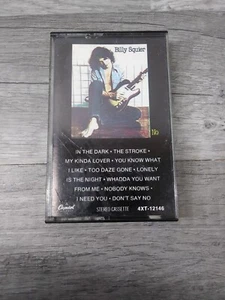 Billy Squier
No
IN THE DARK • THE STROKE •
MY KINDA LOVER • YOU KNOW WHAT
I LIKE • TOO DAZE GONE • LONELY
IS THE NIGHT • WHADDA YOU WANT
FROM ME • NOBODY KNOWS •
I NEED YOU • DON'T SAY NO
Capitol
STEREO CASSETTE 4XT-12146